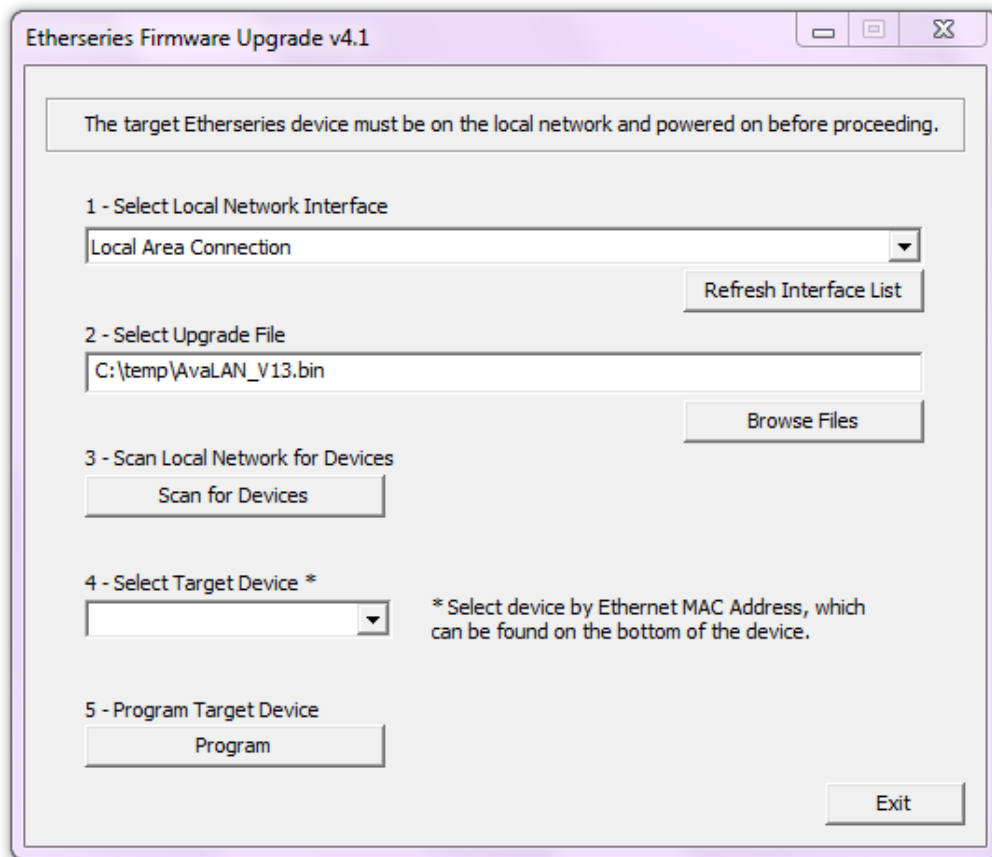 Etherseries Firmware Upgrade v4.1
The target Etherseries device must be on the local network and powered on before proceeding.
1 - Select Local Network Interface
Local Area Connection
Refresh Interface List
2 - Select Upgrade File
C:\temp\AvaLAN_V13.bin
Browse Files
3 - Scan Local Network for Devices
Scan for Devices
4 - Select Target Device *
* Select device by Ethernet MAC Address, which
can be found on the bottom of the device.
5 - Program Target Device
Program
Exit